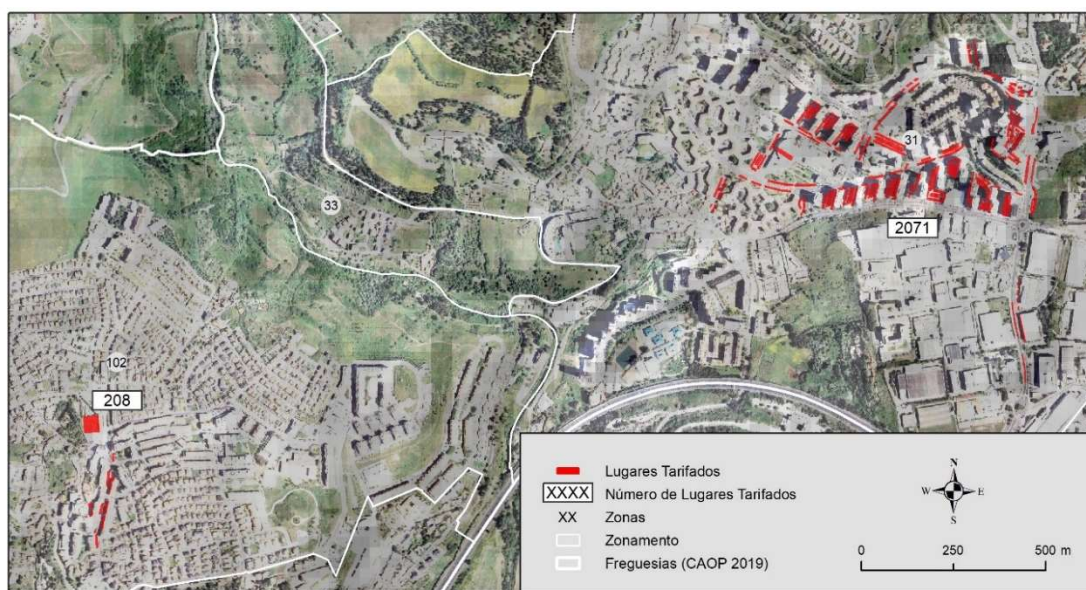 31
33
2071
102
208
Lugares Tarifados
XXXX Número de Lugares Tarifados
XX Zonas
Zonamento
Freguesias (CAOP 2019)
N
W E
S
0 250 500 m